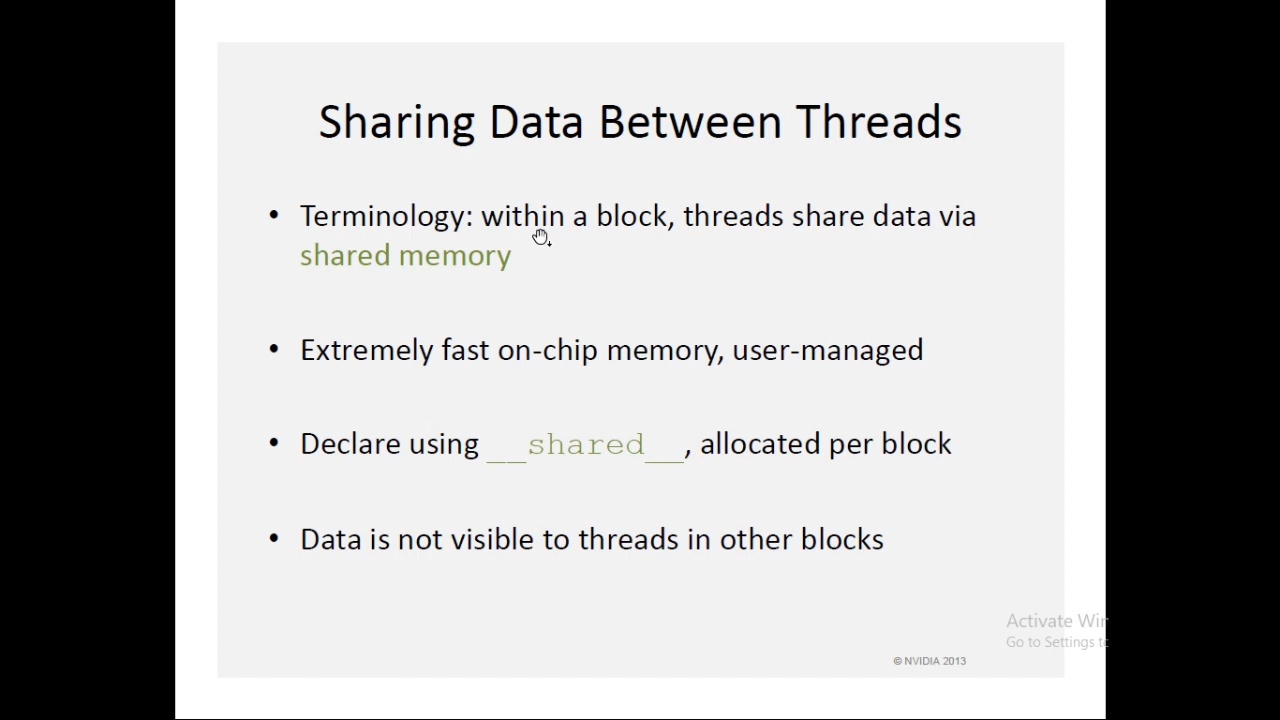 Sharing Data Between Threads
• Terminology: within a block, threads share data via
shared memory
• Extremely fast on-chip memory, user-managed
• Declare using __shared__, allocated per block
• Data is not visible to threads in other blocks
Activate Win
Go to Settings to
© NVIDIA 2013